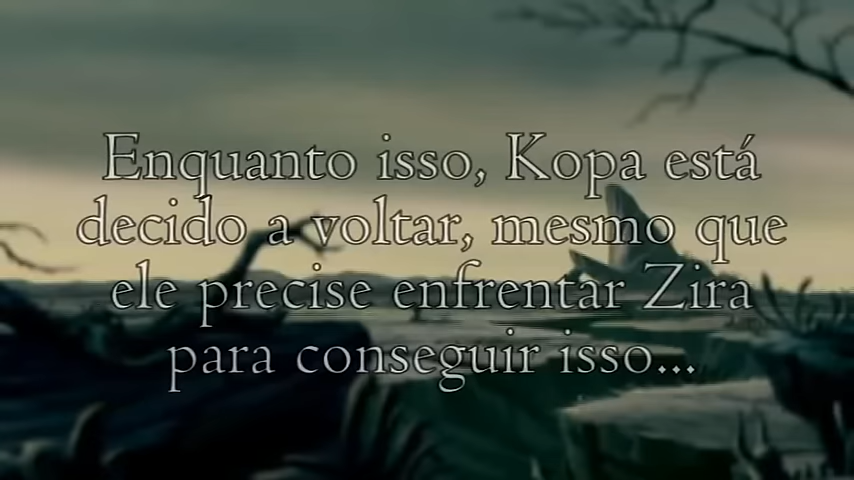 Enquanto isso, Kopa está
decido a voltar, mesmo que
ele precise enfrentar Zira
para conseguir isso...